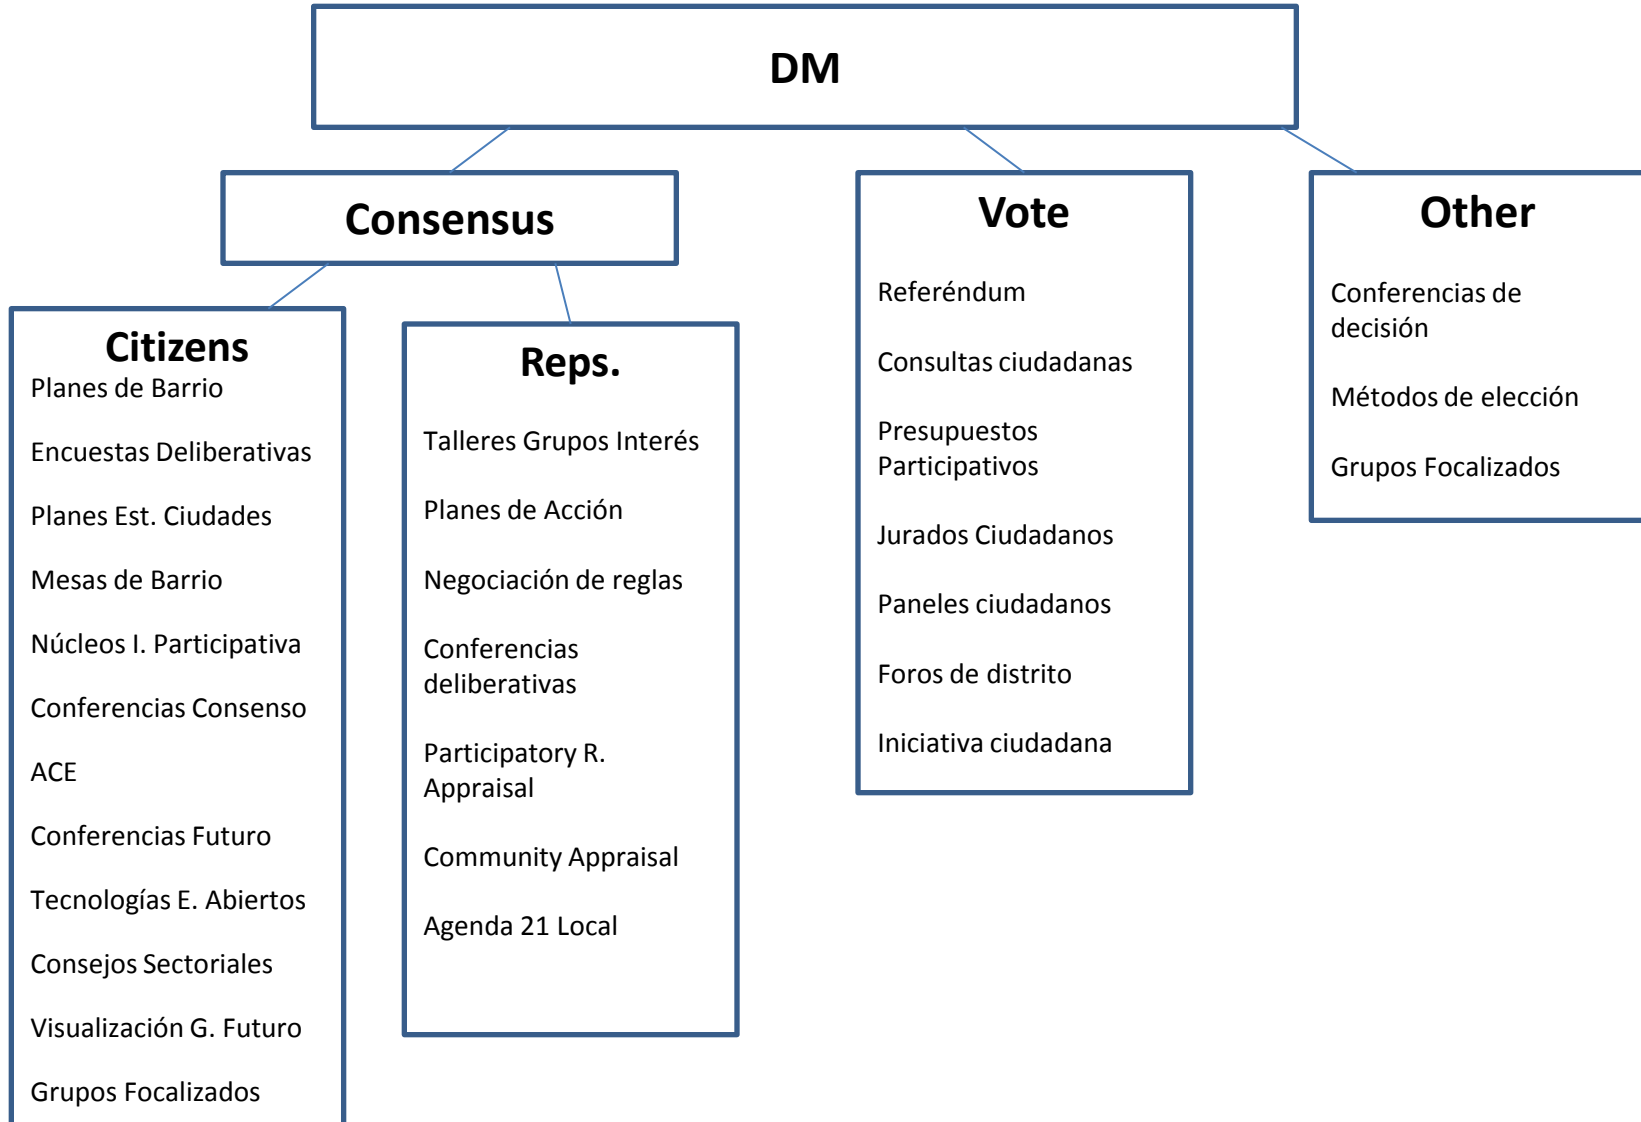 DM
Consensus
Citizens
Planes de Barrio
Encuestas Deliberativas
Planes Est. Ciudades
Mesas de Barrio
Núcleos I. Participativa
Conferencias Consenso
ACE
Conferencias Futuro
Tecnologías E. Abiertos
Consejos Sectoriales
Visualización G. Futuro
Grupos Focalizados
Reps.
Talleres Grupos Interés
Planes de Acción
Negociación de reglas
Conferencias
deliberativas
Participatory R.
Appraisal
Community Appraisal
Agenda 21 Local
Vote
Referéndum
Consultas ciudadanas
Presupuestos
Participativos
Jurados Ciudadanos
Paneles ciudadanos
Foros de distrito
Iniciativa ciudadana
Other
Conferencias de
decisión
Métodos de elección
Grupos Focalizados